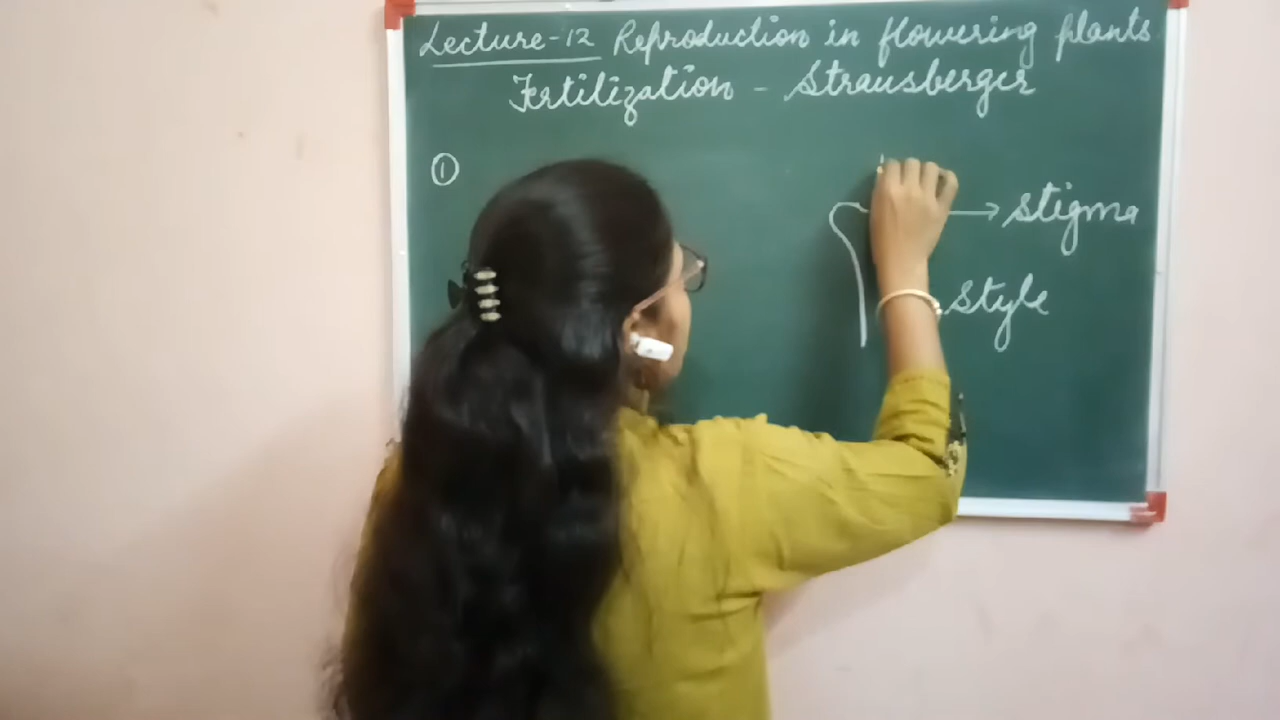 Lecture-12 Reproduction in flowering plants
Fertilization - Strausberger
①
stigma
style